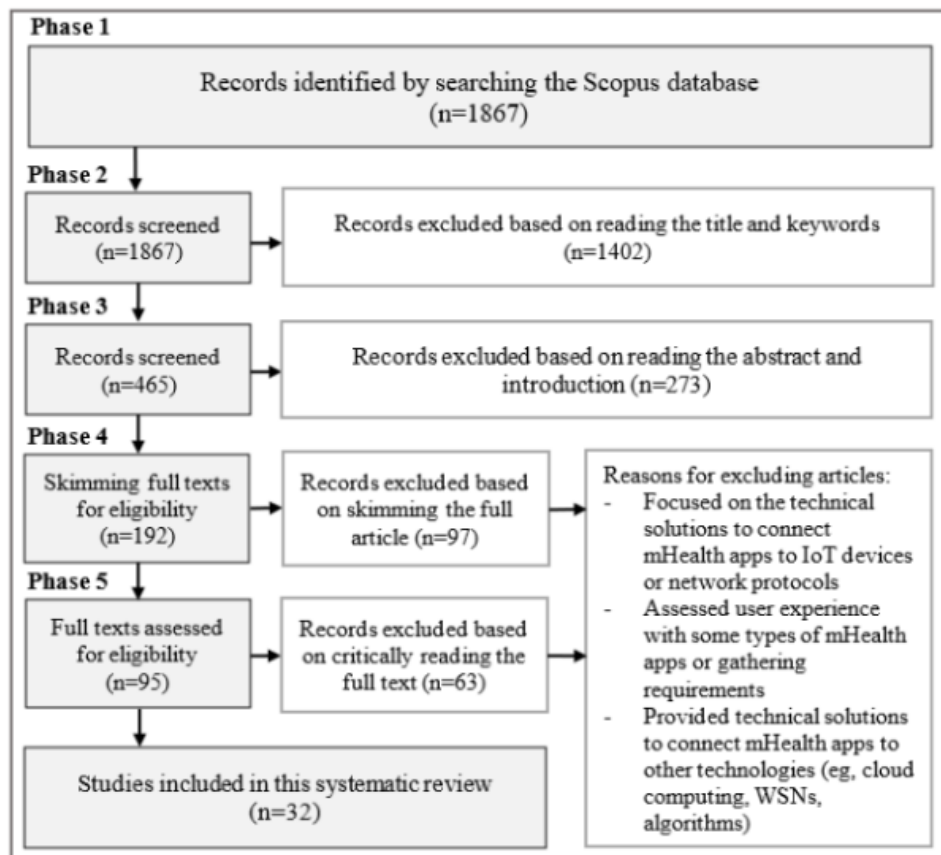 Phase 1
Records identified by searching the Scopus database
(n=1867)
Phase 2
Records screened
(n=1867)
Records excluded based on reading the title and keywords
(n=1402)
Phase 3
Records screened
(n=465)
Records excluded based on reading the abstract and
introduction (n=273)
Phase 4
Skimming full texts
for eligibility
(n=192)
Records excluded based
on skimming the full
article (n=97)
Phase 5
Full texts assessed
for eligibility
(n=95)
Records excluded based
on critically reading the
full text (n=63)
Reasons for excluding articles:
- Focused on the technical
solutions to connect
mHealth apps to IoT devices
or network protocols
- Assessed user experience
with some types of mHealth
apps or gathering
requirements
- Provided technical solutions
to connect mHealth apps to
other technologies (eg, cloud
computing, WSNs,
algorithms)
Studies included in this systematic review
(n=32)